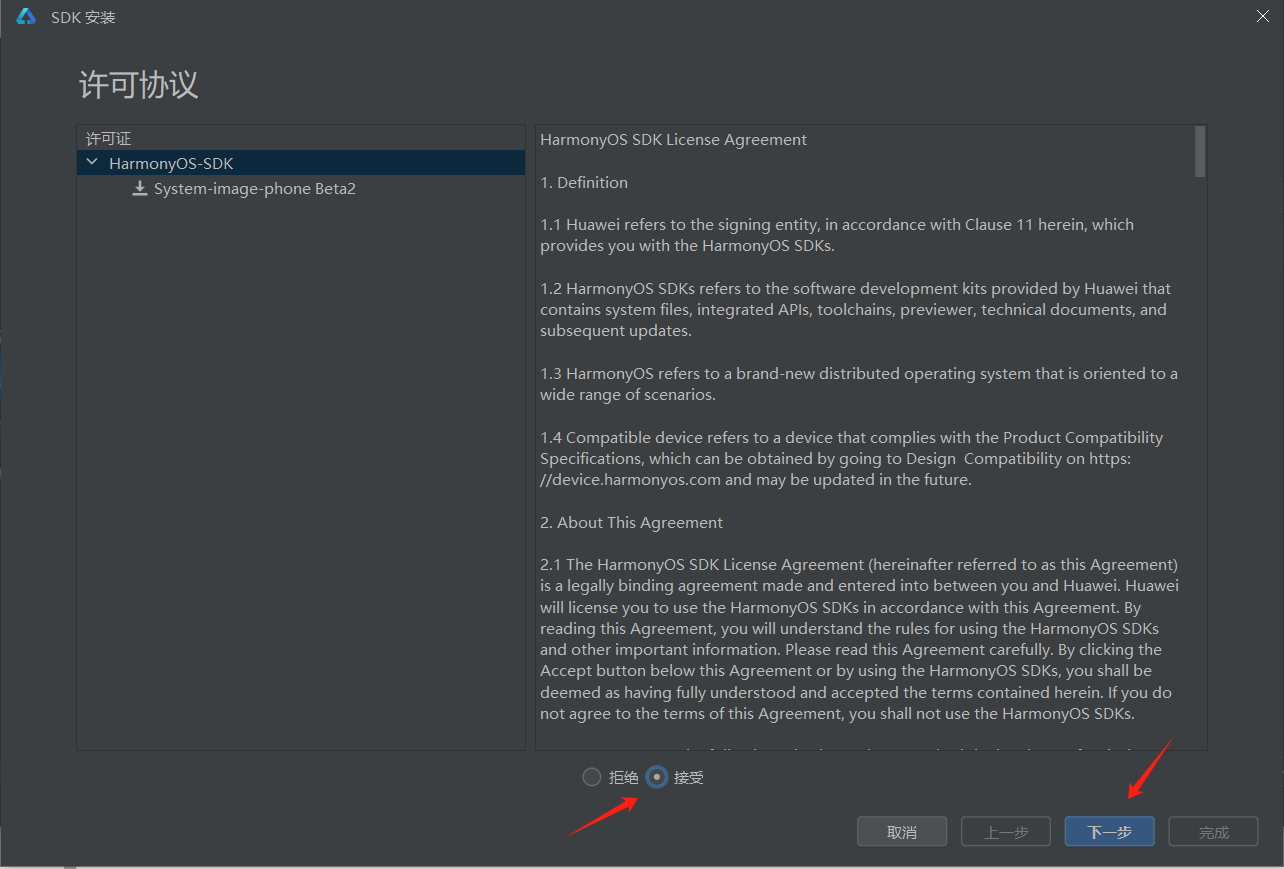 SDK 安装
许可协议
许可证
HarmonyOS-SDK
System-image-phone Beta2
HarmonyOS SDK License Agreement
1. Definition
1.1 Huawei refers to the signing entity, in accordance with Clause 11 herein, which
provides you with the HarmonyOS SDKs.
1.2 HarmonyOS SDKs refers to the software development kits provided by Huawei that
contains system files, integrated APIs, toolchains, previewer, technical documents, and
subsequent updates.
1.3 HarmonyOS refers to a brand-new distributed operating system that is oriented to a
wide range of scenarios.
1.4 Compatible device refers to a device that complies with the Product Compatibility
Specifications, which can be obtained by going to Design  Compatibility on https:
//device.harmonyos.com and may be updated in the future.
2. About This Agreement
2.1 The HarmonyOS SDK License Agreement (hereinafter referred to as this Agreement)
is a legally binding agreement made and entered into between you and Huawei. Huawei
will license you to use the HarmonyOS SDKs in accordance with this Agreement. By
reading this Agreement, you will understand the rules for using the HarmonyOS SDKs
and other important information. Please read this Agreement carefully. By clicking the
Accept button below this Agreement or by using the HarmonyOS SDKs, you shall be
deemed as having fully understood and accepted the terms contained herein. If you do
not agree to the terms of this Agreement, you shall not use the HarmonyOS SDKs.
拒绝 接受
取消 上一步 下一步 完成